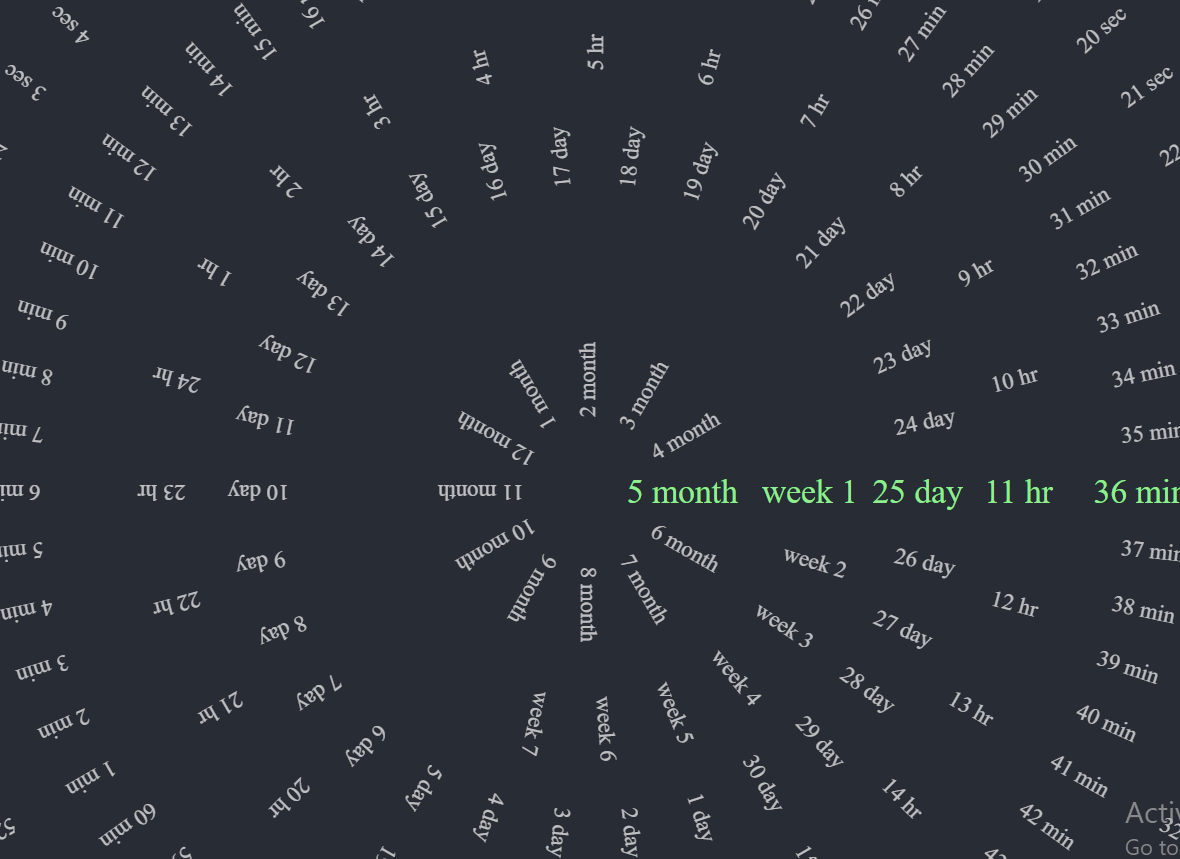 1 month
2 month
3 month
4 month
5 month
6 month
7 month
8 month
9 month
10 month
11 month
12 month
week 1
week 2
week 3
week 4
week 5
week 6
week 7
1 day
2 day
3 day
4 day
5 day
6 day
7 day
8 day
9 day
10 day
11 day
12 day
13 day
14 day
15 day
16 day
17 day
18 day
19 day
20 day
21 day
22 day
23 day
24 day
25 day
26 day
27 day
28 day
29 day
30 day
1 hr
2 hr
3 hr
4 hr
5 hr
6 hr
7 hr
8 hr
9 hr
10 hr
11 hr
12 hr
13 hr
14 hr
20 hr
21 hr
22 hr
23 hr
24 hr
1 min
2 min
3 min
4 min
5 min
6 min
7 min
8 min
9 min
10 min
11 min
12 min
13 min
14 min
15 min
16
26
27 min
28 min
29 min
30 min
31 min
32 min
33 min
34 min
35 min
36 min
37 min
38 min
39 min
40 min
41 min
42 min
60 min
3 sec
4 sec
20 sec
21 sec
22
Go to